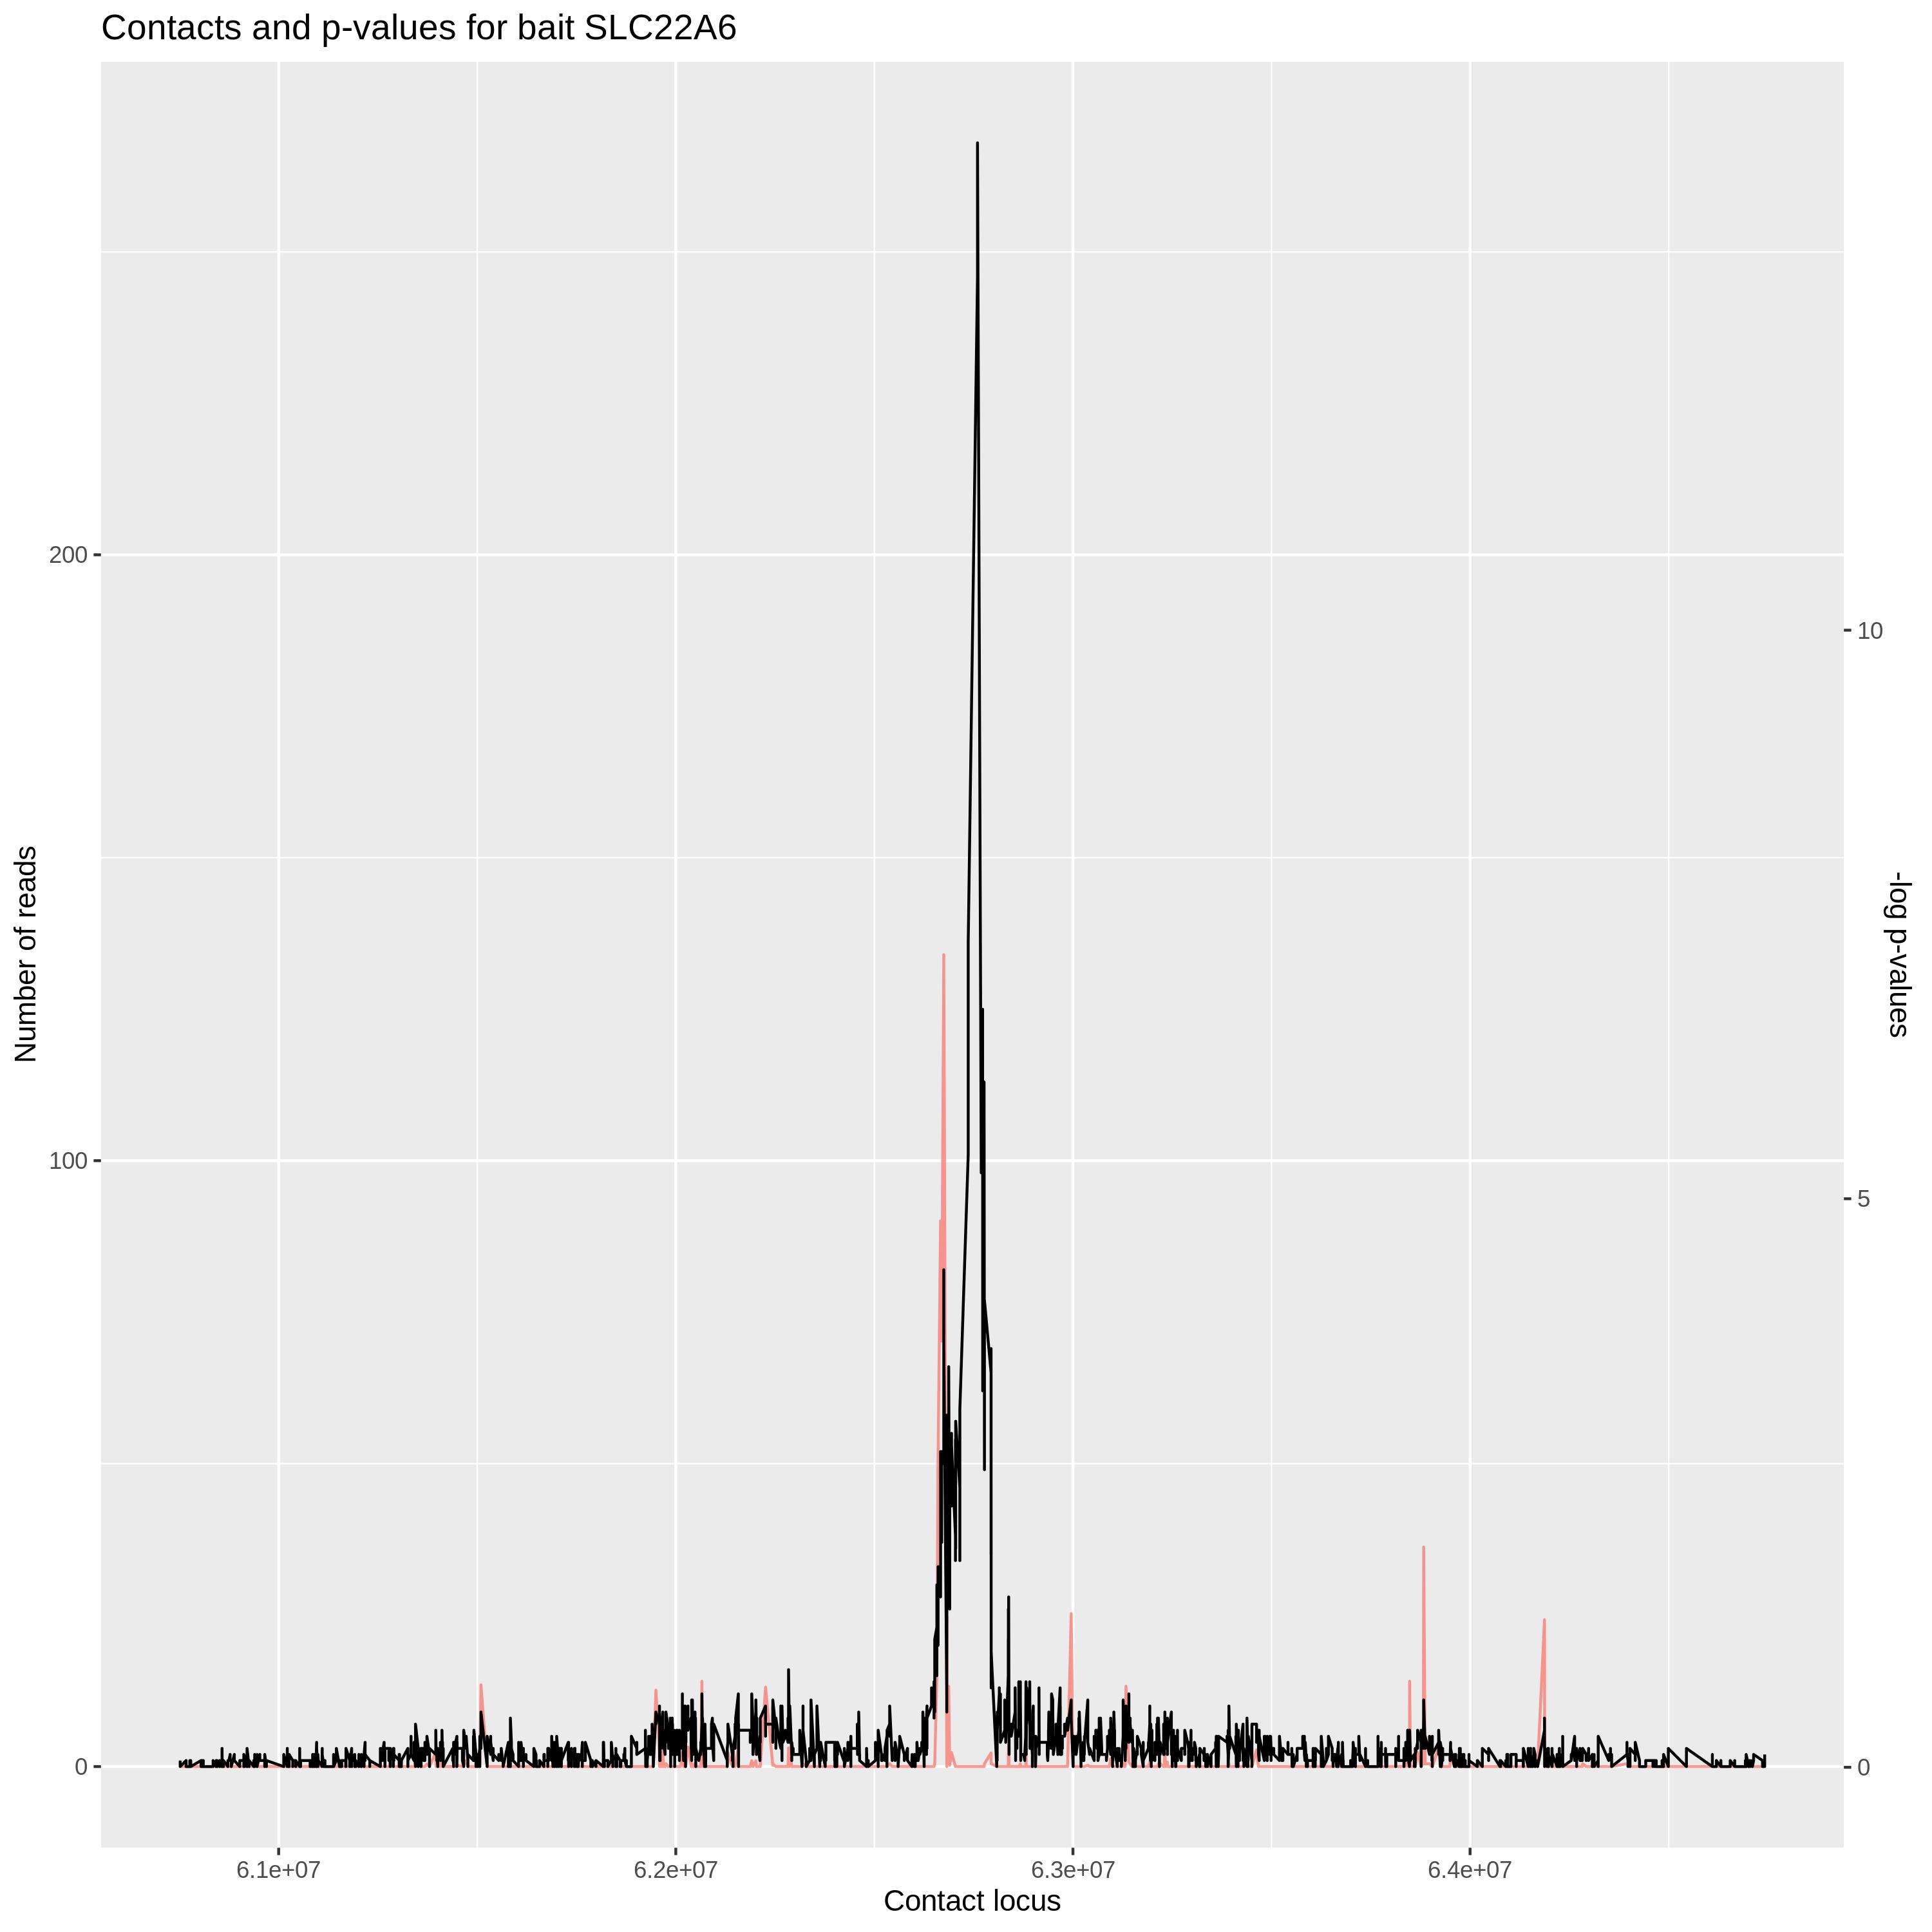 Contacts and p-values for bait SLC22A6
Number of reads
200
100
0
10
5
0
-log p-values
6.1e+07
6.2e+07
6.3e+07
6.4e+07
Contact locus